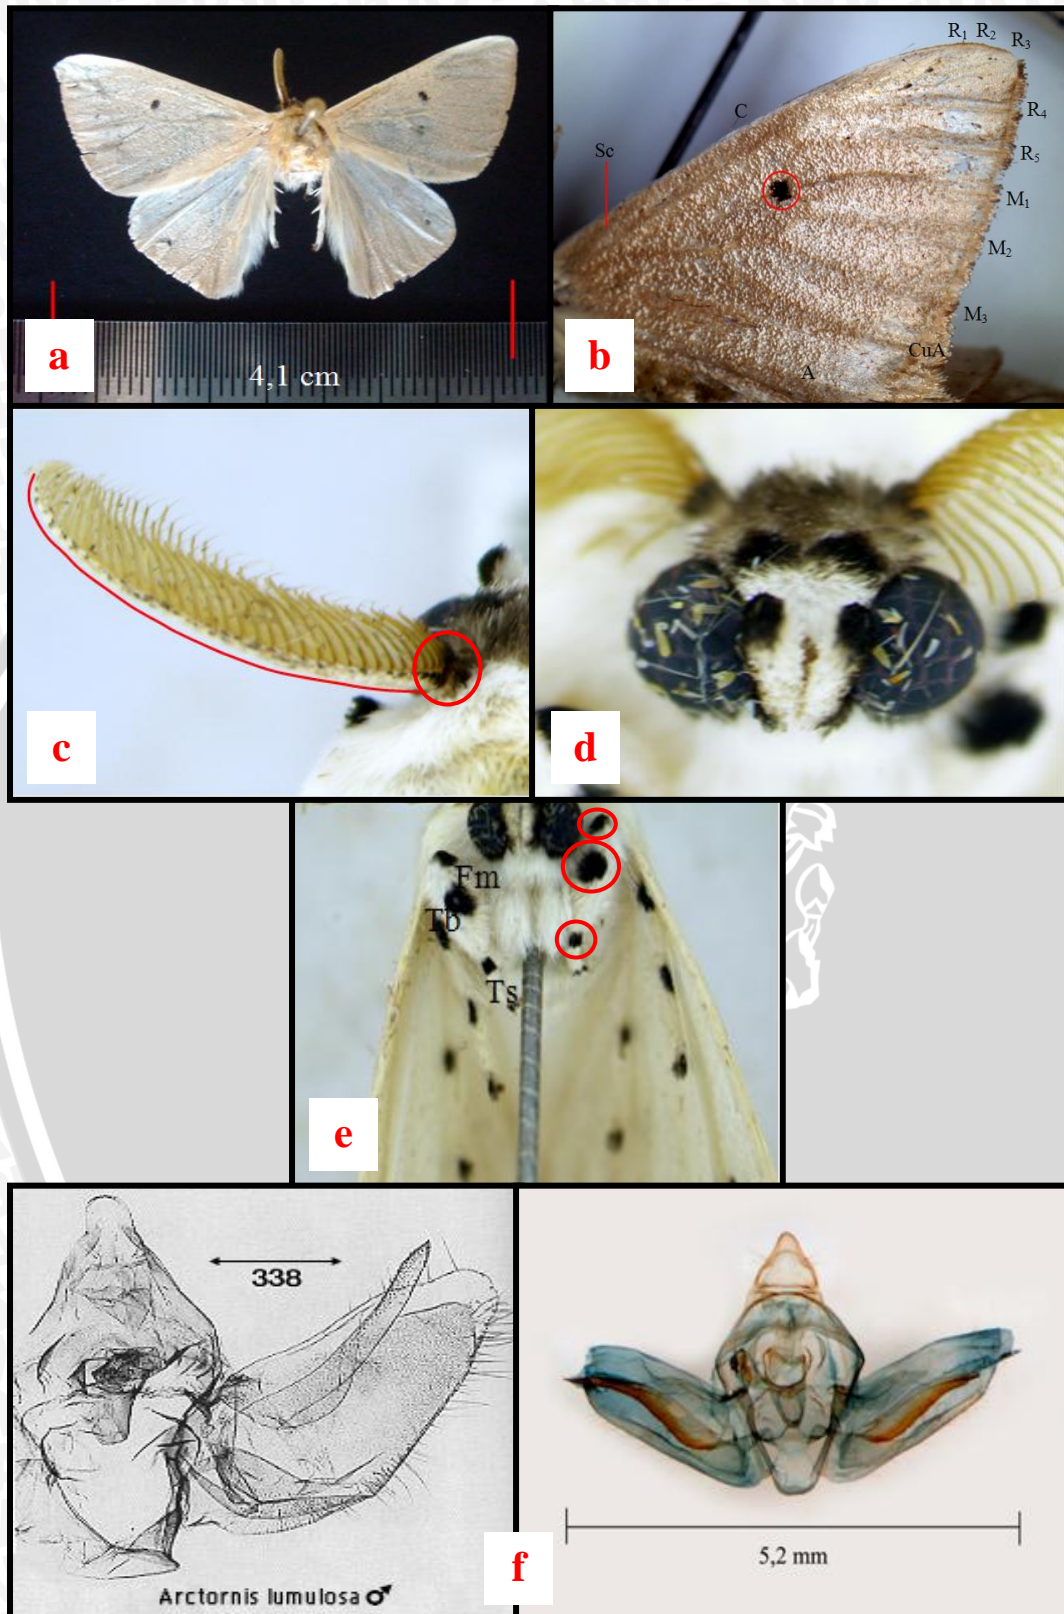 a
4,1 cm
R1 R2 R3
C
R4
Sc
R5
M1
M2
M3
CuA
A
b
c
d
Fm
Tb
Ts
e
338
Arctornis lumulosa ♂
f
5,2 mm